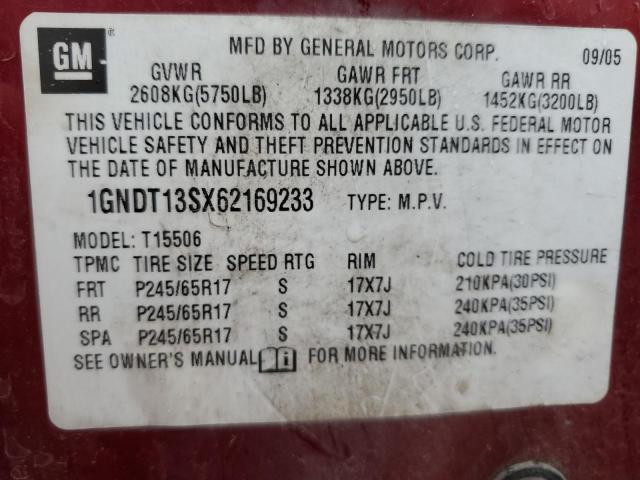 GM ®
MFD BY GENERAL MOTORS CORP. 09/05
GVWR GAWR FRT GAWR RR
2608KG(5750LB) 1338KG(2950LB) 1452KG(3200LB)
THIS VEHICLE CONFORMS TO ALL APPLICABLE U.S. FEDERAL MOTOR
VEHICLE SAFETY AND THEFT PREVENTION STANDARDS IN EFFECT ON
THE DATE OF MANUFACTURE SHOWN ABOVE.
1GNDT13SX62169233 TYPE: M.P.V.
MODEL: T15506
TPMC TIRE SIZE SPEED RTG RIM COLD TIRE PRESSURE
FRT P245/65R17 S 17X7J 210KPA(30PSI)
RR P245/65R17 S 17X7J 240KPA(35PSI)
SPA P245/65R17 S 17X7J 240KPA(35PSI)
SEE OWNER'S MANUAL i FOR MORE INFORMATION.